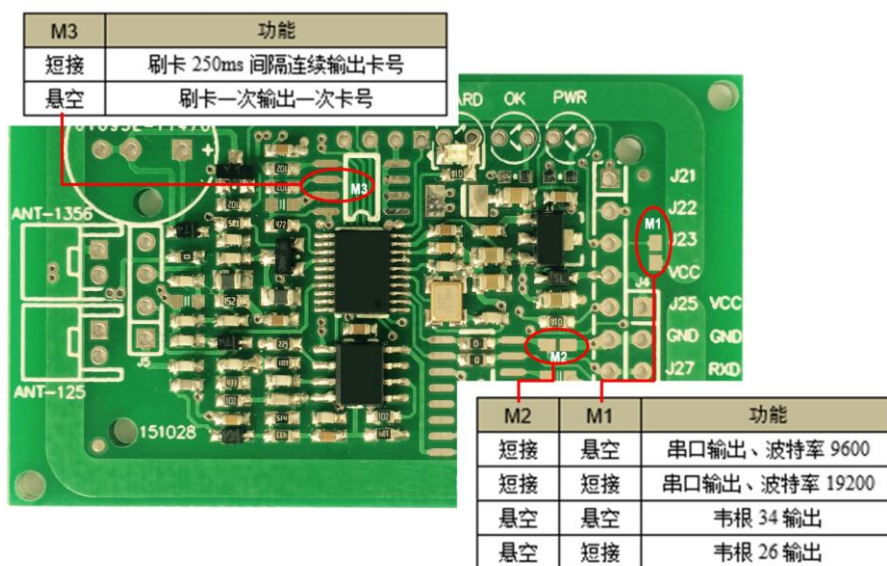 M3 功能
短接 刷卡 250ms 间隔连续输出卡号
悬空 刷卡一次输出一次卡号
ARD OK PWR
+
M3
J21
ANT-1356
J22
M1
J23
VCC
J4
J25 VCC
M2
GND GND
J5
J27 RXD
ANT-125
151028
M2 M1 功能
短接 悬空 串口输出、波特率 9600
短接 短接 串口输出、波特率 19200
悬空 悬空 韦根 34 输出
悬空 短接 韦根 26 输出